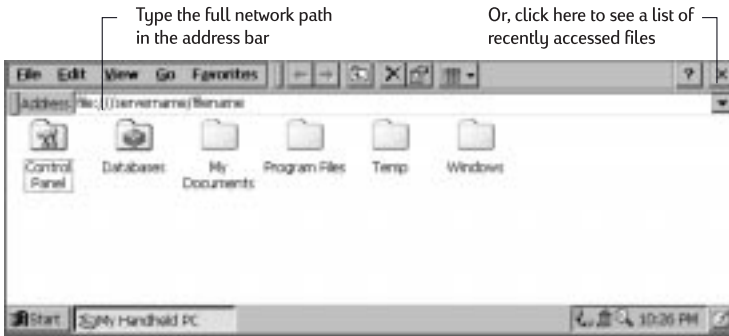 Type the full network path
in the address bar
Or, click here to see a list of
recently accessed files
File Edit View Go Favorites ?
Address file://servername/filename
Control
Panel
Databases
My
Documents
Program Files
Temp
Windows
Start My Handheld PC 10:26 PM